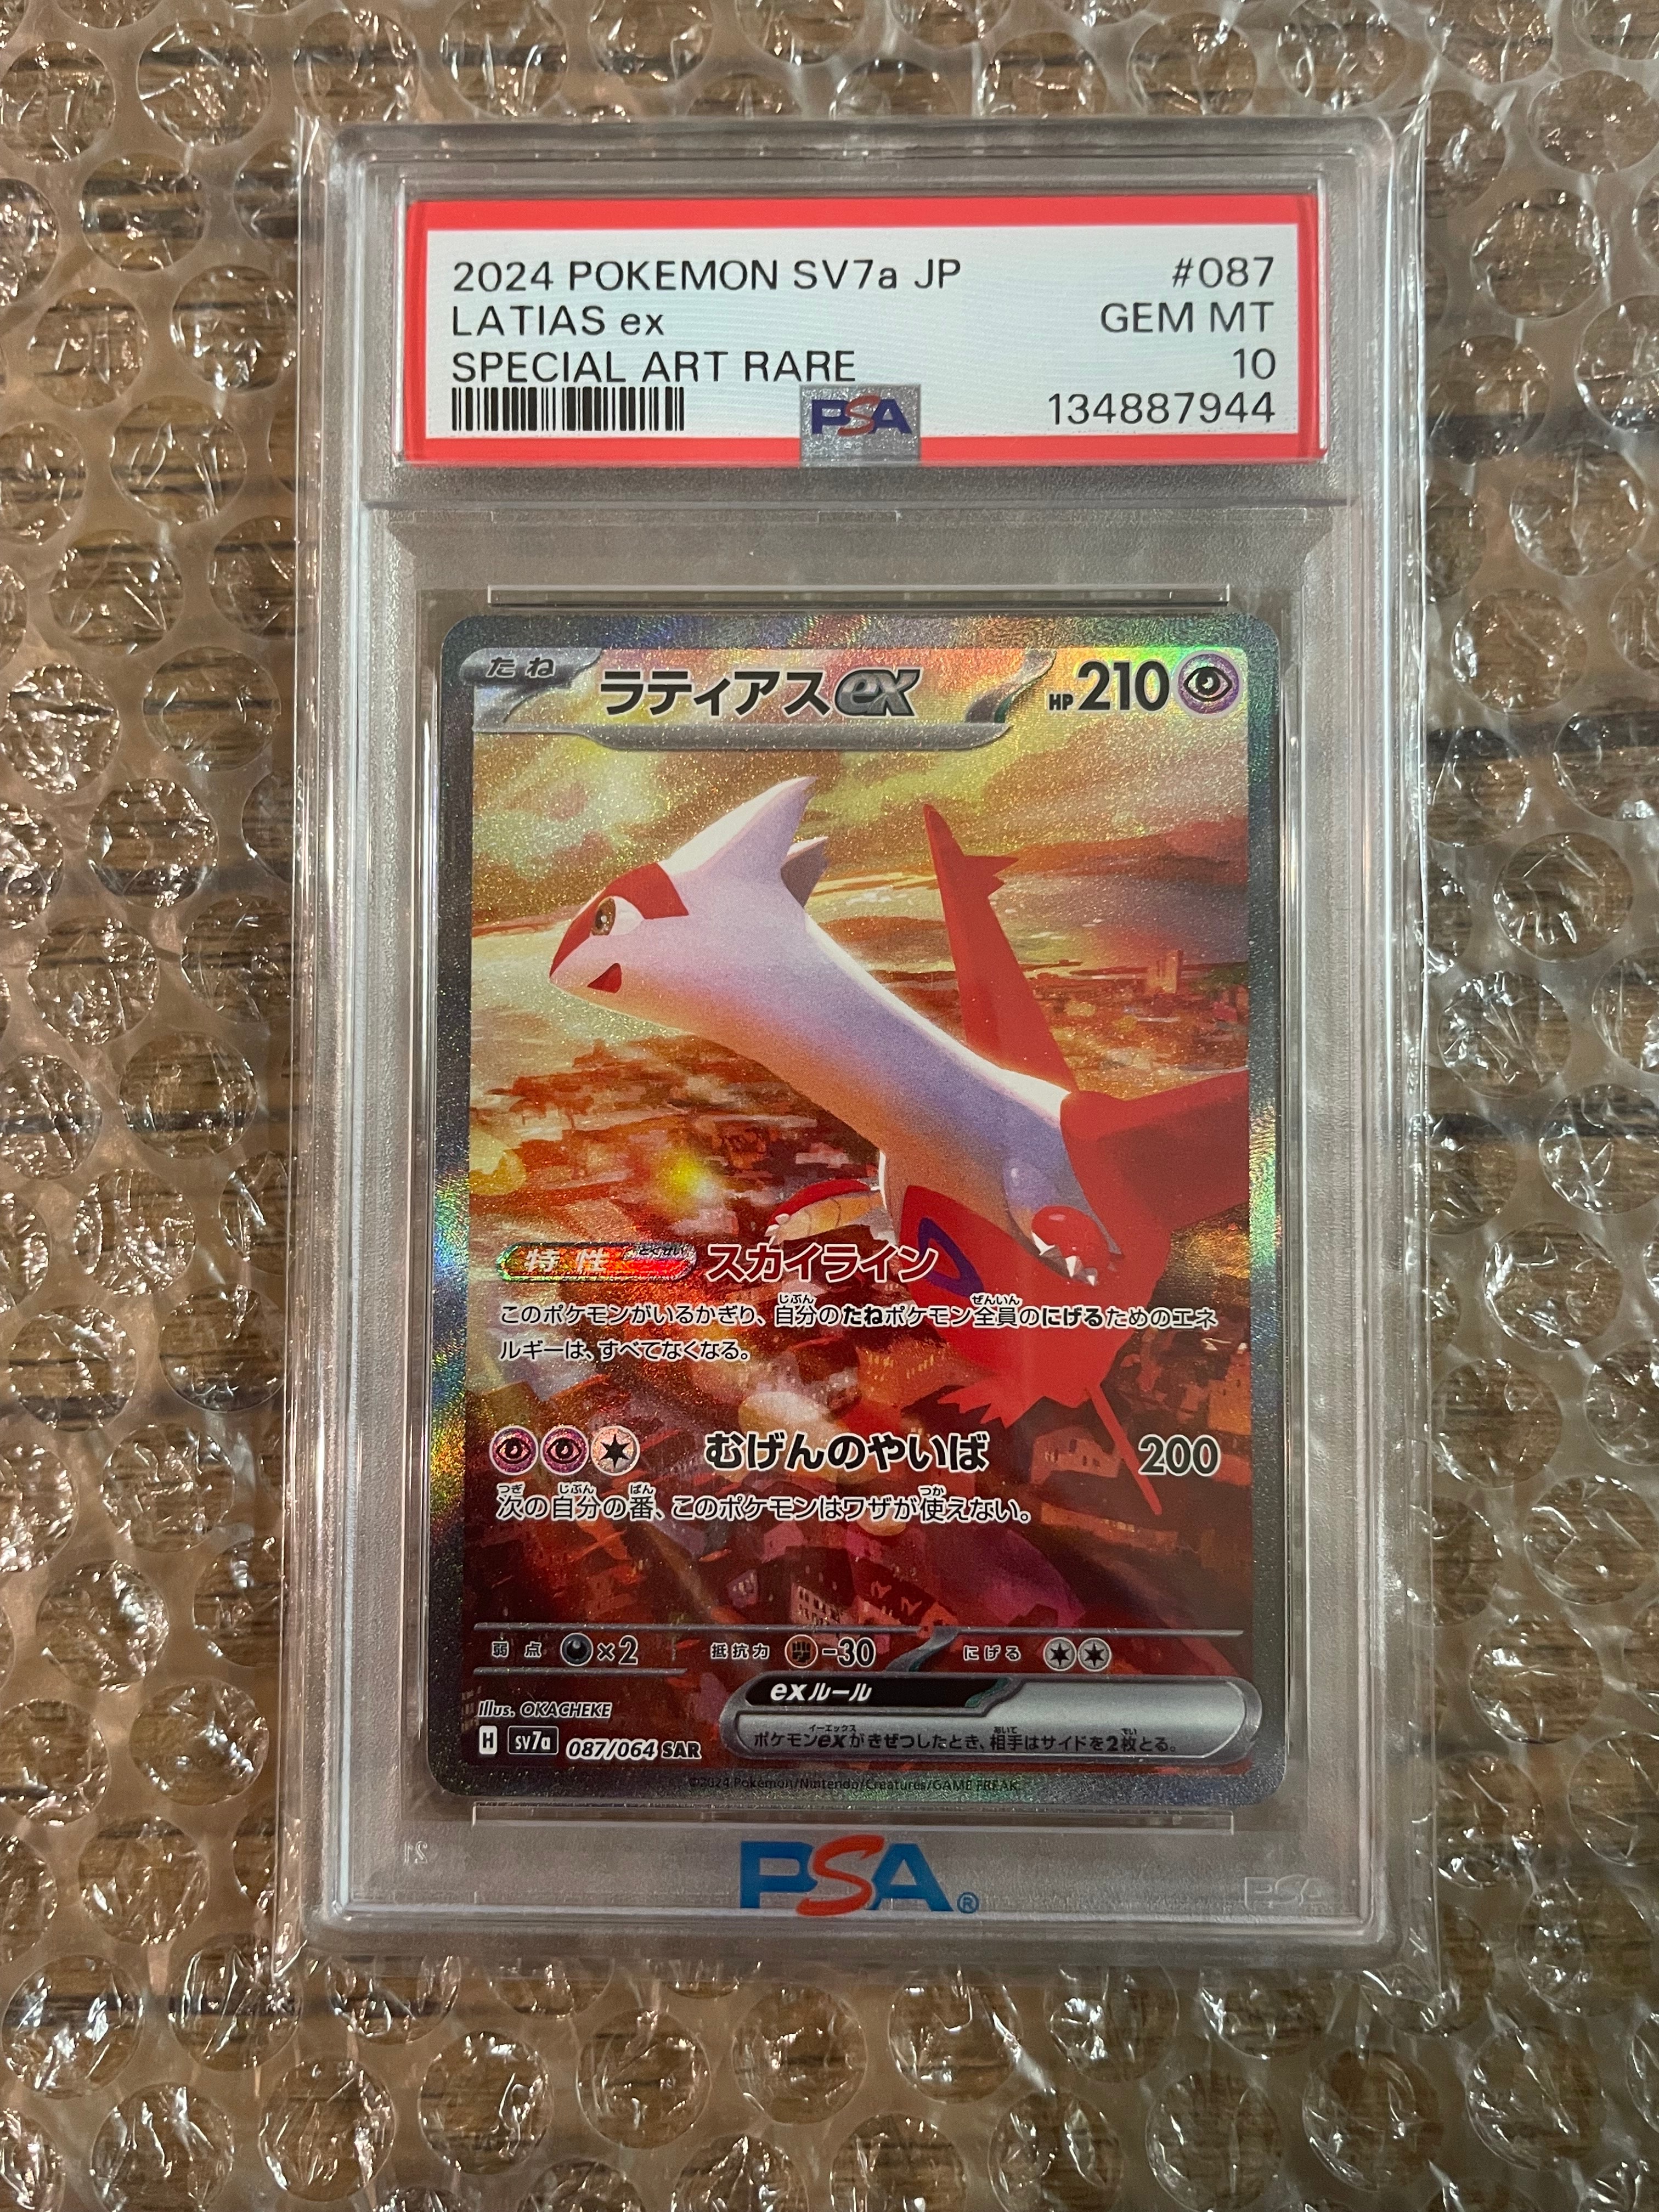 2024 POKEMON SV7a JP #087
LATIAS ex GEM MT
SPECIAL ART RARE 10
PSA 134887944
たね ラティアスex HP210
特性 とくせい スカイライン
このポケモンがいるかぎり、自分のたねポケモン全員のにげるためのエネ
ルギーは、すべてなくなる。
むげんのやいば 200
次の自分の番、このポケモンはワザが使えない。
弱点 ×2 抵抗力 -30 にげる
exルール
ポケモンexがきぜつしたとき、相手はサイドを2枚とる。
Illus. OKACHEKE
H sv7a 087/064 SAR
©2024 Pokémon/Nintendo/Creatures/GAME FREAK
PSA®
PSA